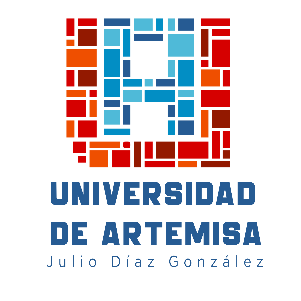 UNIVERSIDAD
DE ARTEMISA
Julio Díaz González